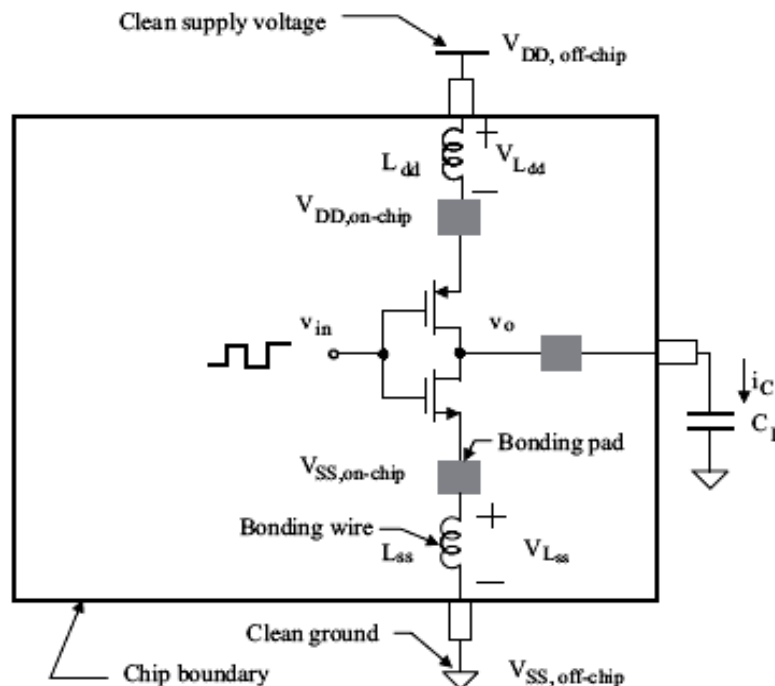 Clean supply voltage
V_DD, off-chip
L_dd
+
V_L_dd
−
V_DD,on-chip
v_in
v_o
i_C
Bonding pad
V_SS,on-chip
Bonding wire
+
L_ss
V_L_ss
−
Clean ground
Chip boundary
V_SS, off-chip